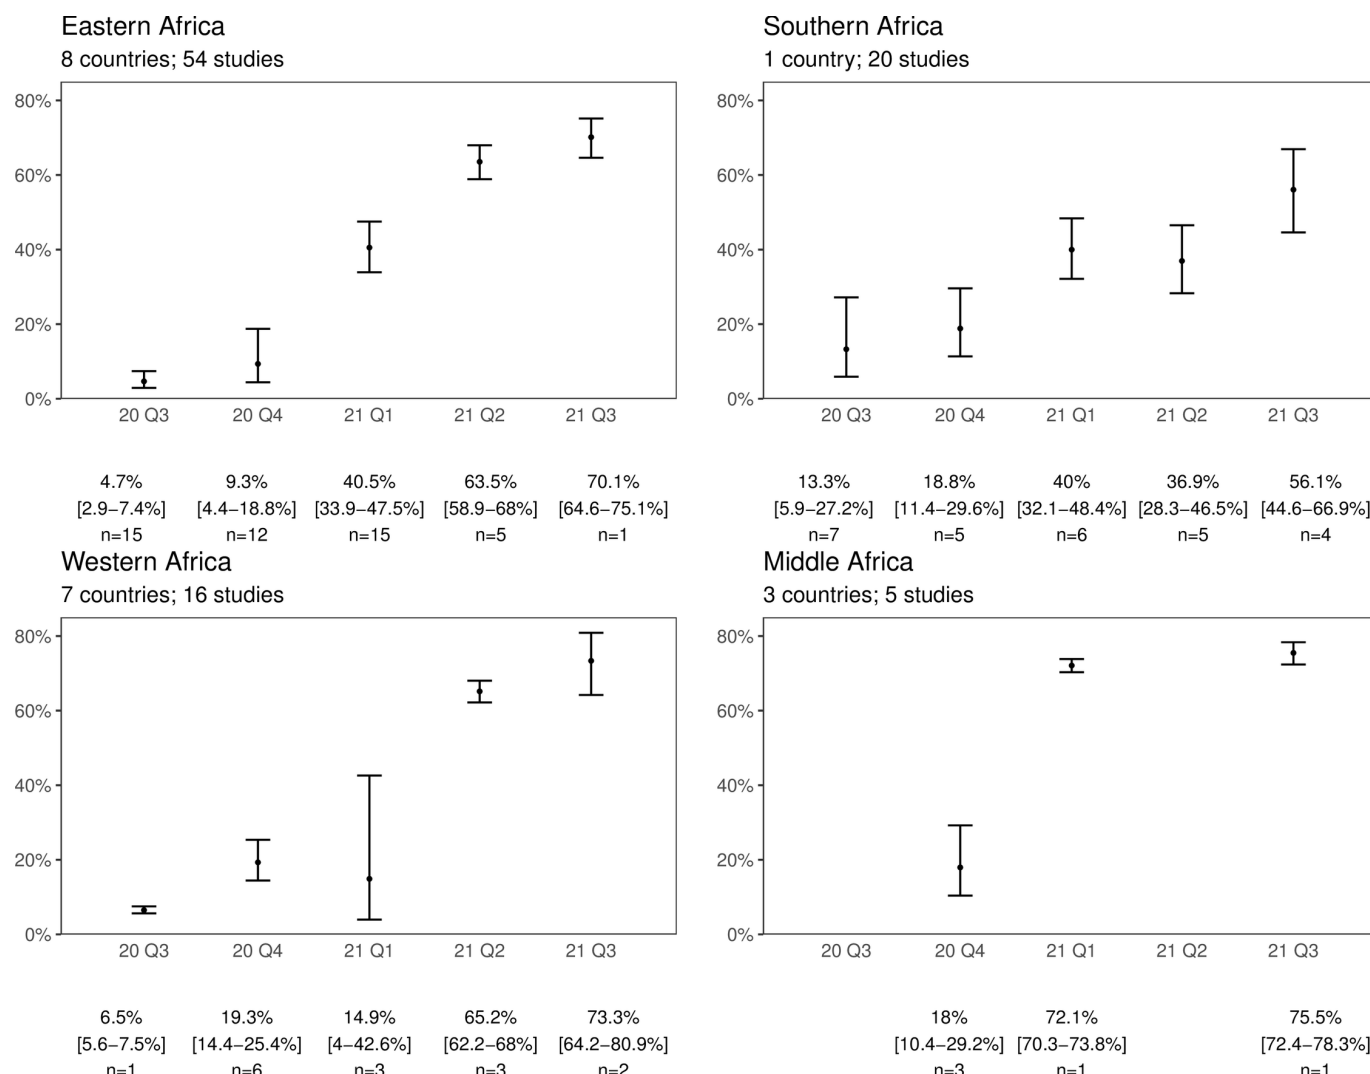 Eastern Africa
8 countries; 54 studies
80%
60%
40%
20%
0%
20 Q3 20 Q4 21 Q1 21 Q2 21 Q3
4.7% 9.3% 40.5% 63.5% 70.1%
[2.9–7.4%] [4.4–18.8%] [33.9–47.5%] [58.9–68%] [64.6–75.1%]
n=15 n=12 n=15 n=5 n=1
Southern Africa
1 country; 20 studies
80%
60%
40%
20%
0%
20 Q3 20 Q4 21 Q1 21 Q2 21 Q3
13.3% 18.8% 40% 36.9% 56.1%
[5.9–27.2%] [11.4–29.6%] [32.1–48.4%] [28.3–46.5%] [44.6–66.9%]
n=7 n=5 n=6 n=5 n=4
Western Africa
7 countries; 16 studies
80%
60%
40%
20%
0%
20 Q3 20 Q4 21 Q1 21 Q2 21 Q3
6.5% 19.3% 14.9% 65.2% 73.3%
[5.6–7.5%] [14.4–25.4%] [4–42.6%] [62.2–68%] [64.2–80.9%]
n=1 n=6 n=3 n=3 n=2
Middle Africa
3 countries; 5 studies
80%
60%
40%
20%
0%
20 Q3 20 Q4 21 Q1 21 Q2 21 Q3
18% 72.1% 75.5%
[10.4–29.2%] [70.3–73.8%] [72.4–78.3%]
n=3 n=1 n=1